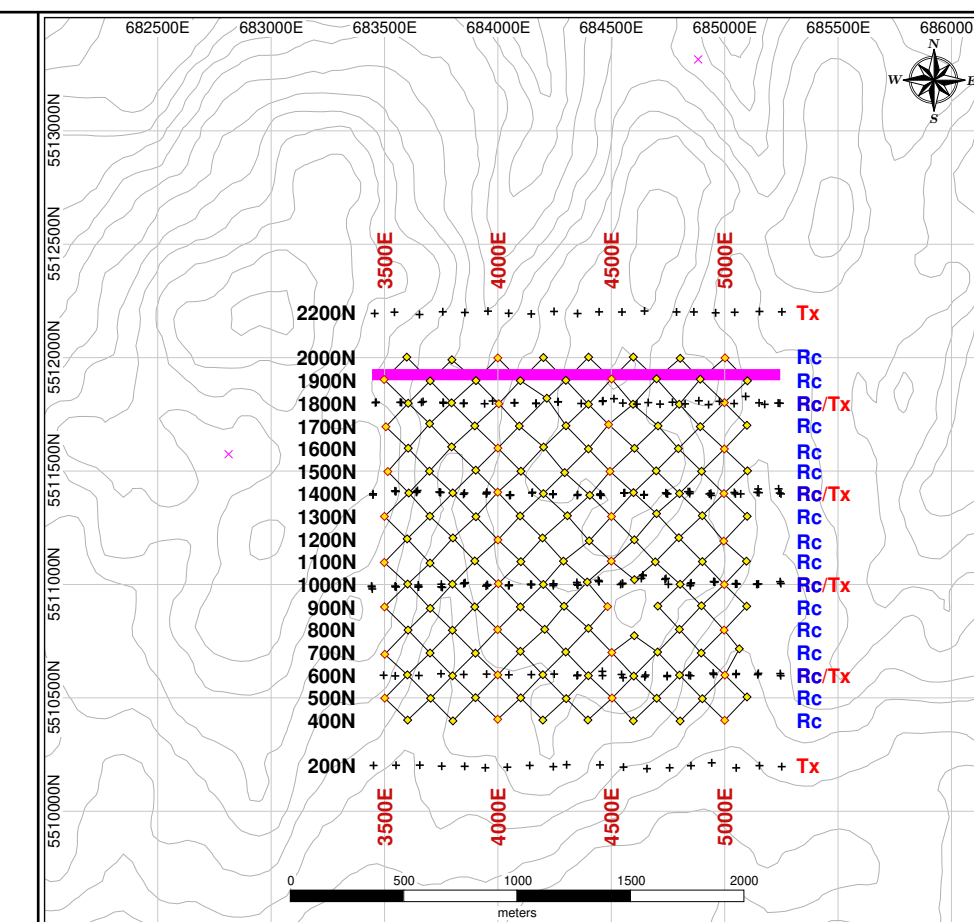 682500E 683000E 683500E 684000E 684500E 685000E 685500E 686000
N
W E
S
5513000N
5512500N
5512000N
5511500N
5511000N
5510500N
5510000N
3500E 4000E 4500E 5000E
2200N Tx
2000N Rc
1900N Rc
1800N Rc/Tx
1700N Rc
1600N Rc
1500N Rc
1400N Rc/Tx
1300N Rc
1200N Rc
1100N Rc
1000N Rc/Tx
900N Rc
800N Rc
700N Rc
600N Rc/Tx
500N Rc
400N Rc
200N Tx
3500E 4000E 4500E 5000E
0 500 1000 1500 2000
meters